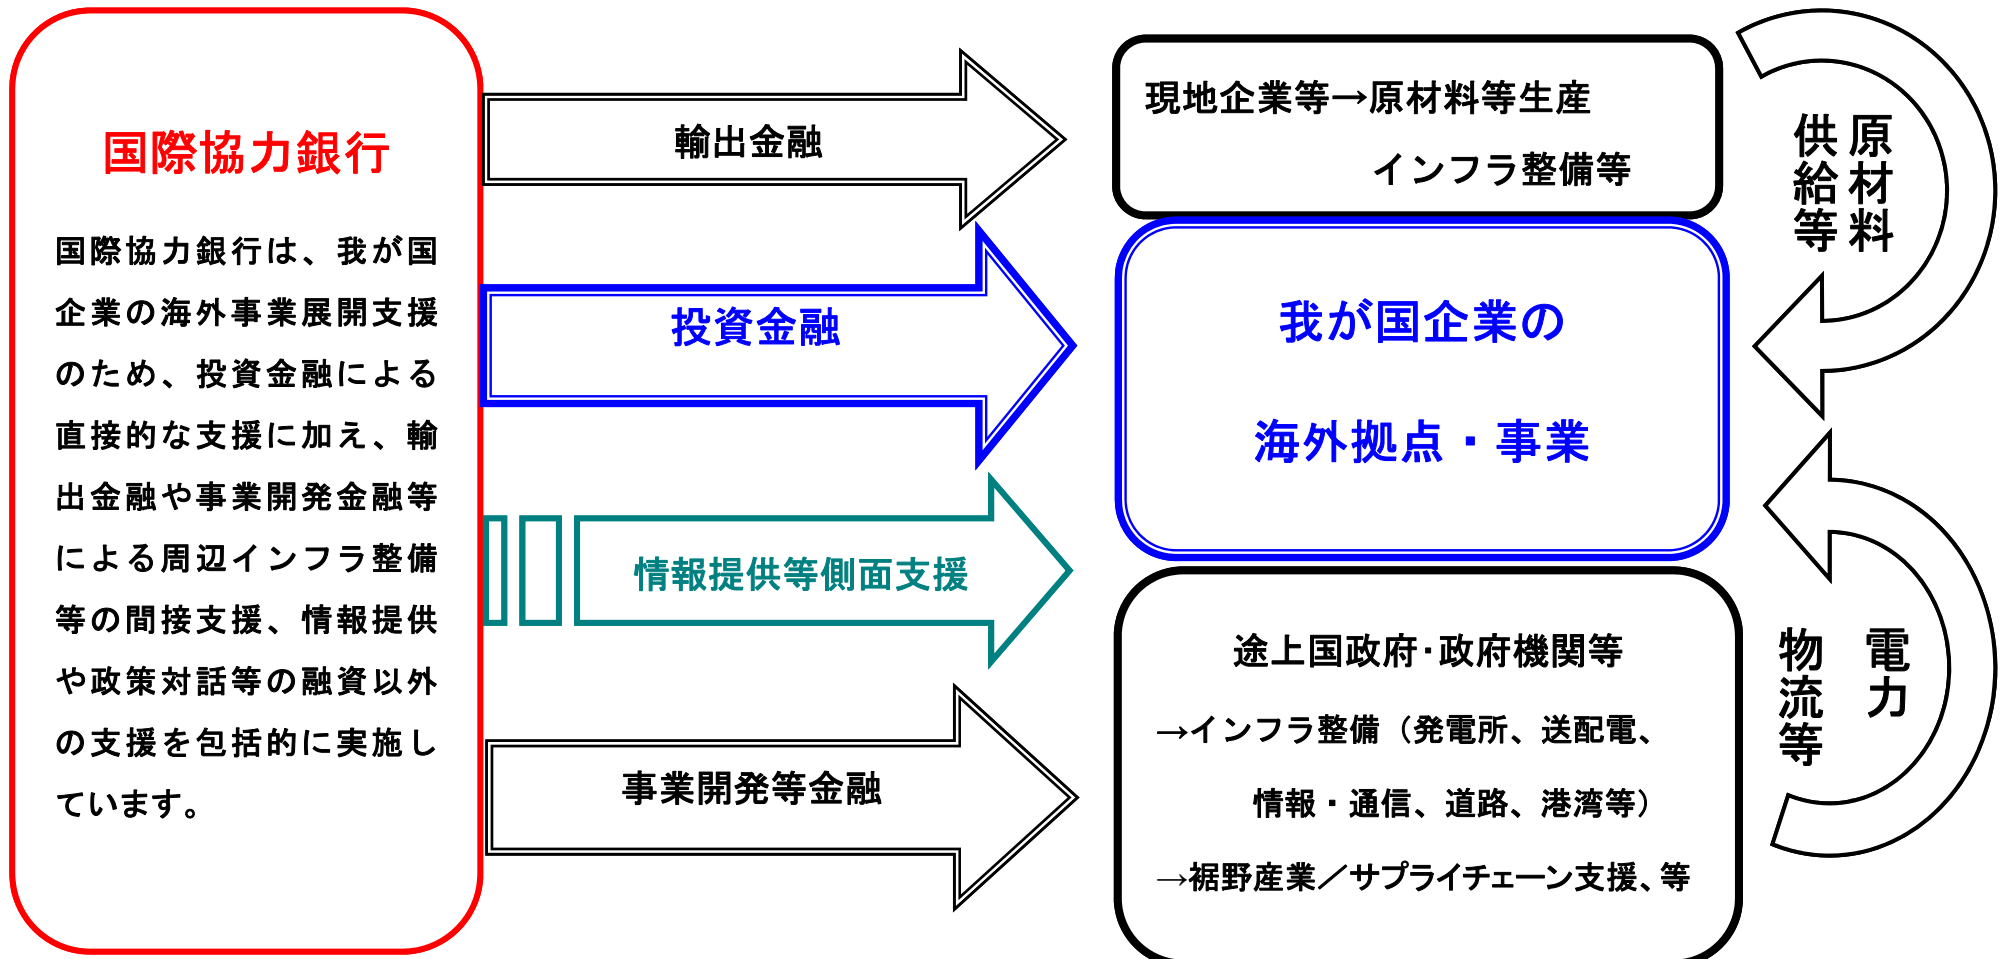 国際協力銀行
国際協力銀行は、我が国
企業の海外事業展開支援
のため、投資金融による
直接的な支援に加え、輸
出金融や事業開発金融等
による周辺インフラ整備
等の間接支援、情報提供
や政策対話等の融資以外
の支援を包括的に実施し
ています。
輸出金融
投資金融
情報提供等側面支援
事業開発等金融
現地企業等→原材料等生産
インフラ整備等
我が国企業の
海外拠点・事業
途上国政府・政府機関等
→インフラ整備（発電所、送配電、
情報・通信、道路、港湾等）
→裾野産業／サプライチェーン支援、等
原材料
供給等
電力
物流等